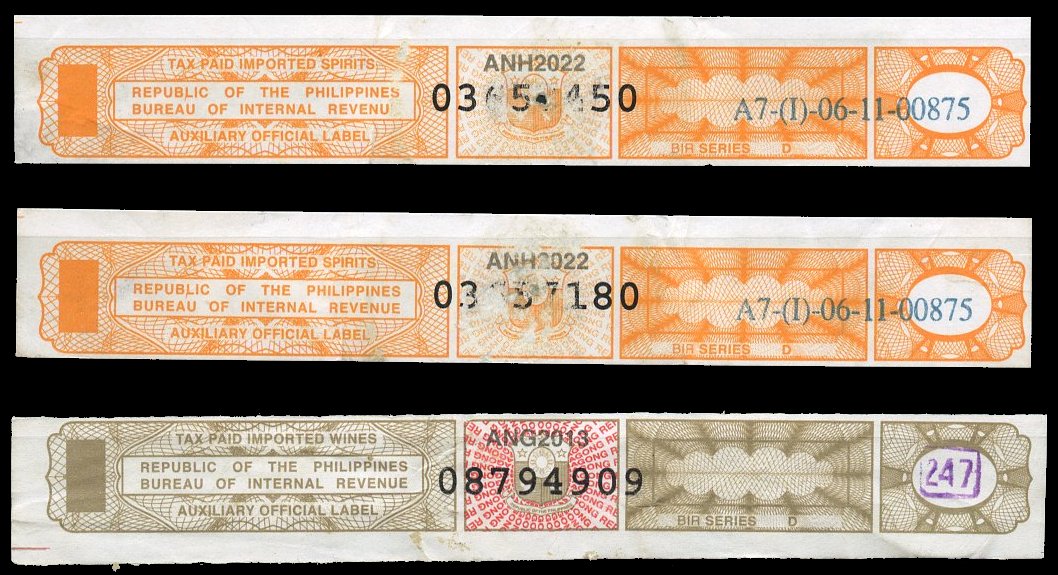 TAX PAID IMPORTED SPIRITS
REPUBLIC OF THE PHILIPPINES
BUREAU OF INTERNAL REVENU
AUXILIARY OFFICIAL LABEL
ANH2022
A7-(I)-06-11-00875
BIR SERIES D
TAX PAID IMPORTED SPIRITS
REPUBLIC OF THE PHILIPPINES
BUREAU OF INTERNAL REVENUE
AUXILIARY OFFICIAL LABEL
ANH2022
A7-(I)-06-11-00875
BIR SERIES D
TAX PAID IMPORTED WINES
REPUBLIC OF THE PHILIPPINES
BUREAU OF INTERNAL REVENUE
AUXILIARY OFFICIAL LABEL
ANG2013
08794909
BIR SERIES D
247